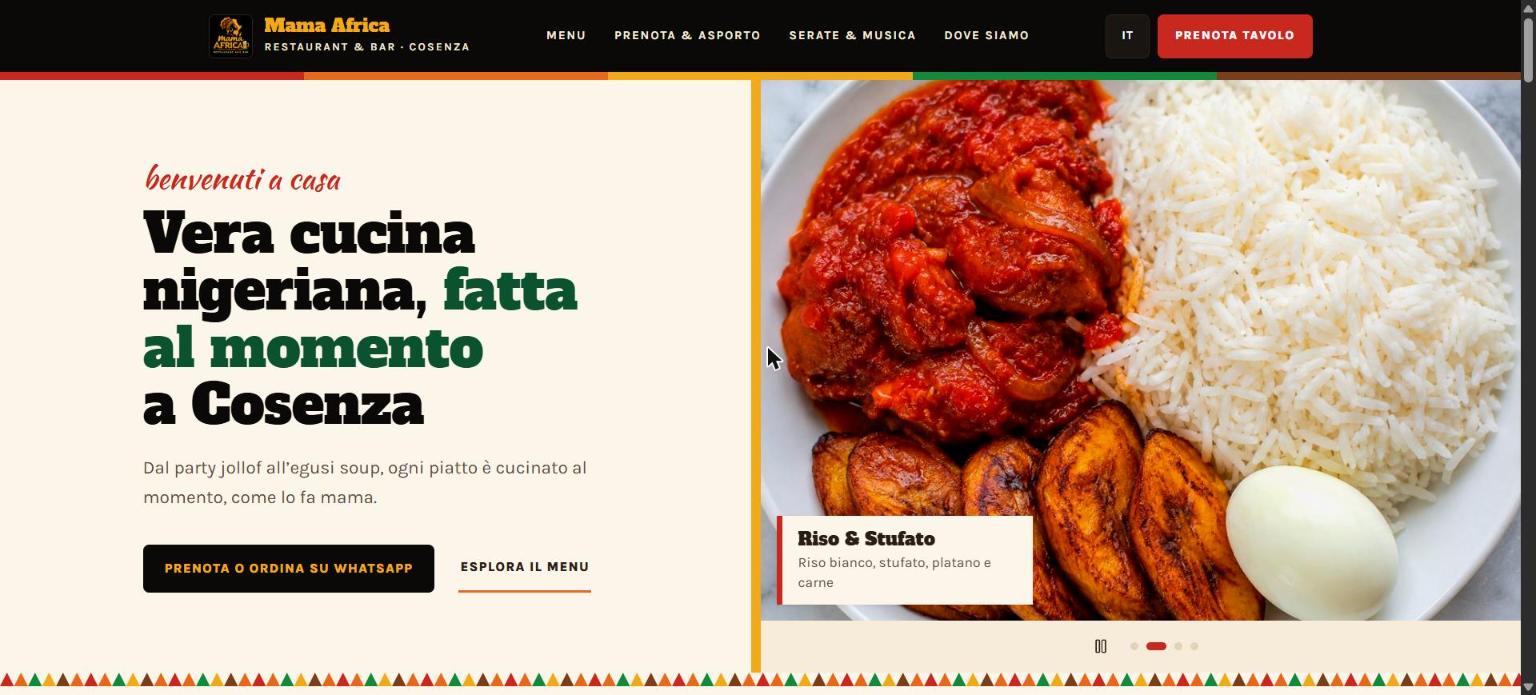 Mama AFRICA
Mama Africa
RESTAURANT & BAR · COSENZA
MENU
PRENOTA & ASPORTO
SERATE & MUSICA
DOVE SIAMO
IT
PRENOTA TAVOLO
benvenuti a casa
Vera cucina
nigeriana, fatta
al momento
a Cosenza
Dal party jollof all’egusi soup, ogni piatto è cucinato al
momento, come lo fa mama.
PRENOTA O ORDINA SU WHATSAPP
ESPLORA IL MENU
Riso & Stufato
Riso bianco, stufato, platano e
carne